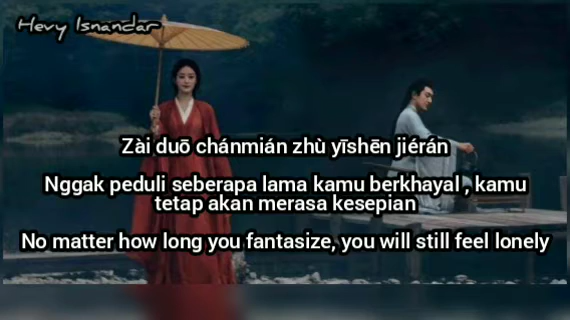 Hevy Isnandar
Zài duō chánmián zhù yīshēn jiérán
Nggak peduli seberapa lama kamu berkhayal , kamu
tetap akan merasa kesepian
No matter how long you fantasize, you will still feel lonely